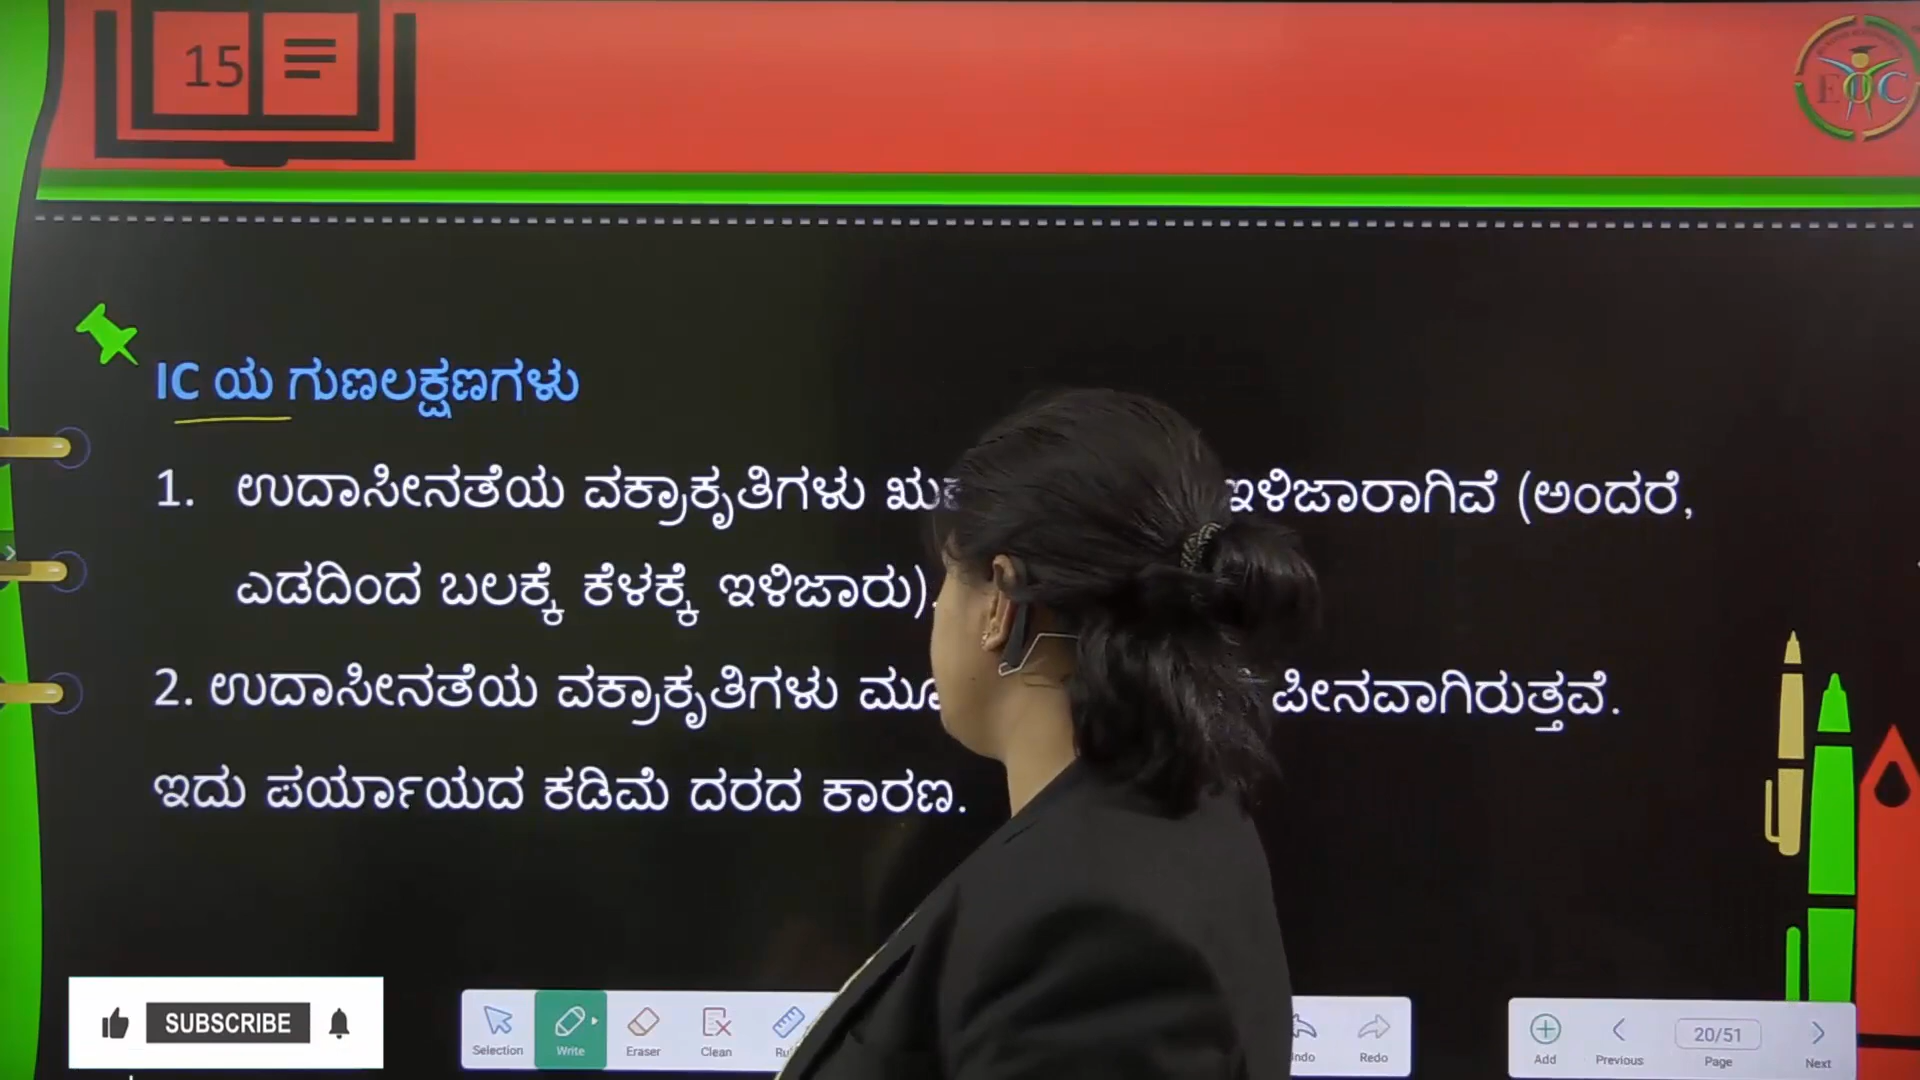 15
EOC
IC ಯ ಗುಣಲಕ್ಷಣಗಳು
1. ಉದಾಸೀನತೆಯ ವಕ್ರಾಕೃತಿಗಳು ಇಳಿಜಾರಾಗಿವೆ (ಅಂದರೆ,
ಎಡದಿಂದ ಬಲಕ್ಕೆ ಕೆಳಕ್ಕೆ ಇಳಿಜಾರು).
2. ಉದಾಸೀನತೆಯ ವಕ್ರಾಕೃತಿಗಳು ಪೀನವಾಗಿರುತ್ತವೆ.
ಇದು ಪರ್ಯಾಯದ ಕಡಿಮೆ ದರದ ಕಾರಣ.
SUBSCRIBE
Selection Write Eraser Clean Redo
Add Previous 20/51 Page Next